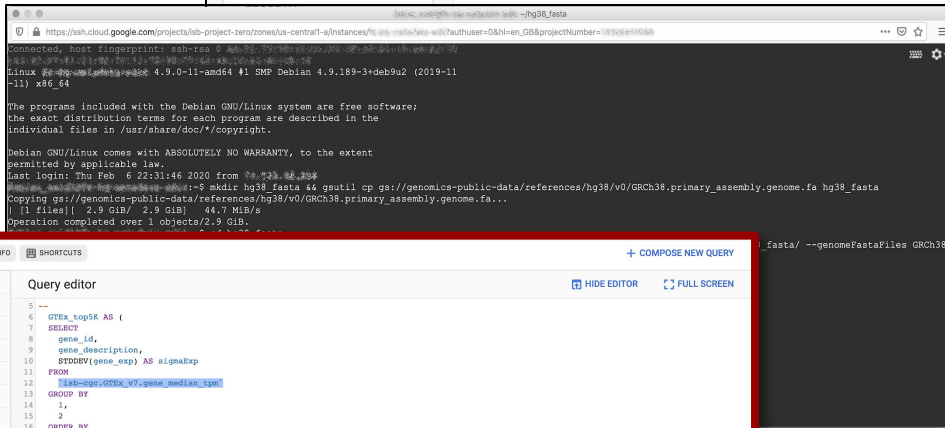 ~/hg38_fasta
https://ssh.cloud.google.com/projects/isb-project-zero/zones/us-central1-a/instances/ ?authuser=0&hl=en_GB&projectNumber=
Connected, host fingerprint: ssh-rsa 0
Linux 4.9.0-11-amd64 #1 SMP Debian 4.9.189-3+deb9u2 (2019-11
-11) x86_64
The programs included with the Debian GNU/Linux system are free software;
the exact distribution terms for each program are described in the
individual files in /usr/share/doc/*/copyright.
Debian GNU/Linux comes with ABSOLUTELY NO WARRANTY, to the extent
permitted by applicable law.
Last login: Thu Feb  6 22:31:46 2020 from
:~$ mkdir hg38_fasta && gsutil cp gs://genomics-public-data/references/hg38/v0/GRCh38.primary_assembly.genome.fa hg38_fasta
Copying gs://genomics-public-data/references/hg38/v0/GRCh38.primary_assembly.genome.fa...
| [1 files][  2.9 GiB/  2.9 GiB]   44.7 MiB/s
Operation completed over 1 objects/2.9 GiB.
_fasta/ --genomeFastaFiles GRCh38
NFO SHORTCUTS + COMPOSE NEW QUERY
Query editor HIDE EDITOR FULL SCREEN
5 --
6 GTEx_top5K AS (
7 SELECT
8 gene_id,
9 gene_description,
10 STDDEV(gene_exp) AS sigmaExp
11 FROM
12 `isb-cgc.GTEx_v7.gene_median_tpm`
13 GROUP BY
14 1,
15 2
16 ORDER BY